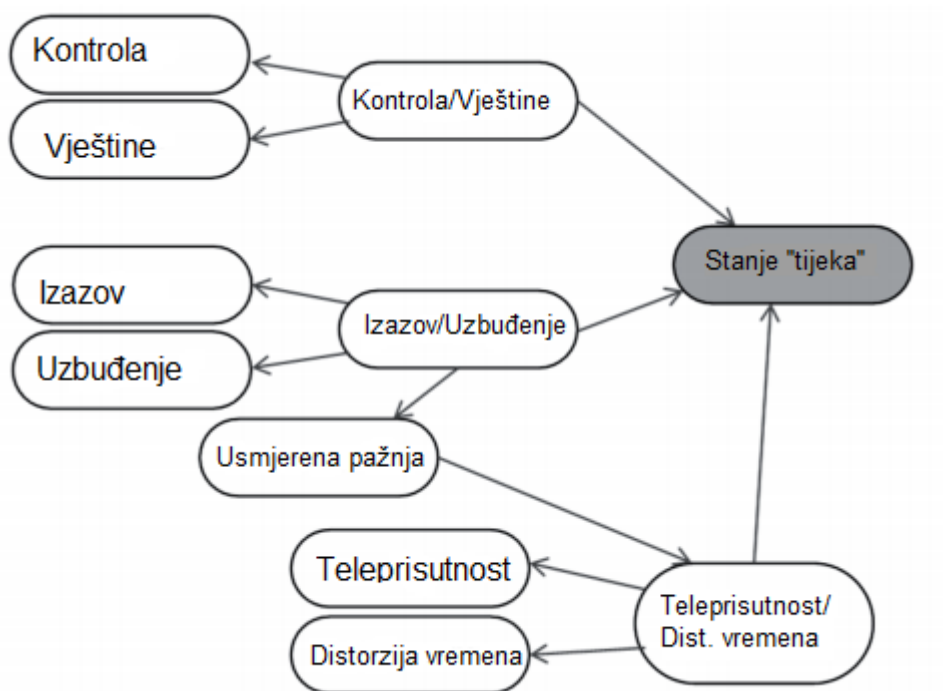 Kontrola
Kontrola/Vještine
Vještine
Stanje "tijeka"
Izazov
Izazov/Uzbuđenje
Uzbuđenje
Usmjerena pažnja
Teleprisutnost
Teleprisutnost/
Dist. vremena
Distorzija vremena